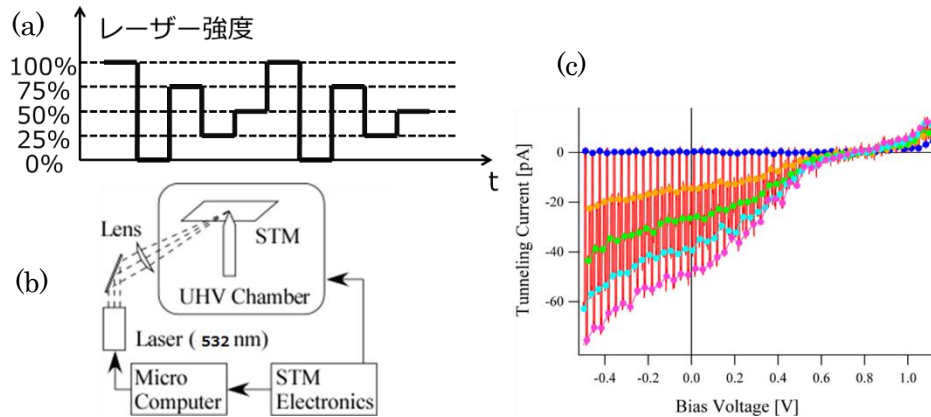 (a)
レーザー強度
100%
75%
50%
25%
0%
t
(b)
Lens
STM
UHV Chamber
Laser ( 532 nm)
Micro
Computer
STM
Electronics
(c)
Tunneling Current [pA]
0
-20
-40
-60
-0.4 -0.2 0.0 0.2 0.4 0.6 0.8 1.0
Bias Voltage [V]